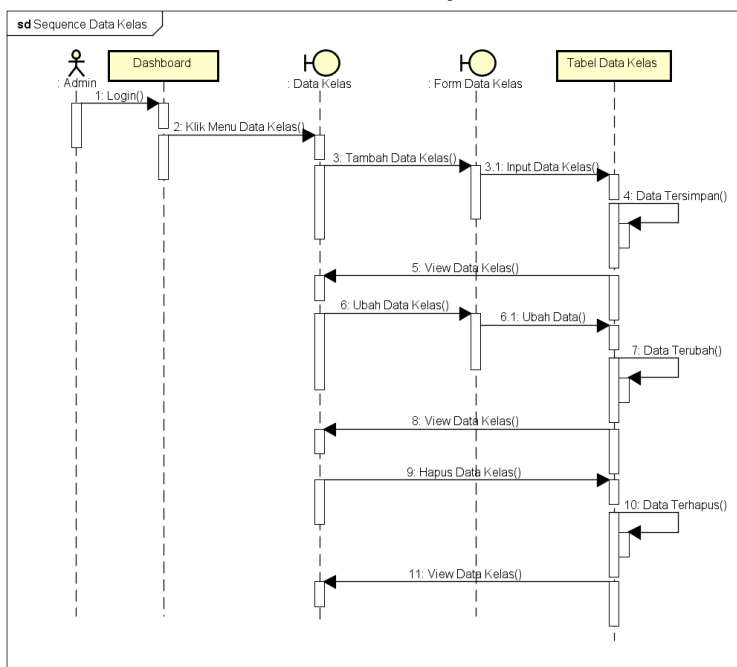 sd Sequence Data Kelas
Dashboard
Tabel Data Kelas
: Admin
: Data Kelas
: Form Data Kelas
1: Login()
2: Klik Menu Data Kelas()
3: Tambah Data Kelas()
3.1: Input Data Kelas()
4: Data Tersimpan()
5: View Data Kelas()
6: Ubah Data Kelas()
6.1: Ubah Data()
7: Data Terubah()
8: View Data Kelas()
9: Hapus Data Kelas()
10: Data Terhapus()
11: View Data Kelas()